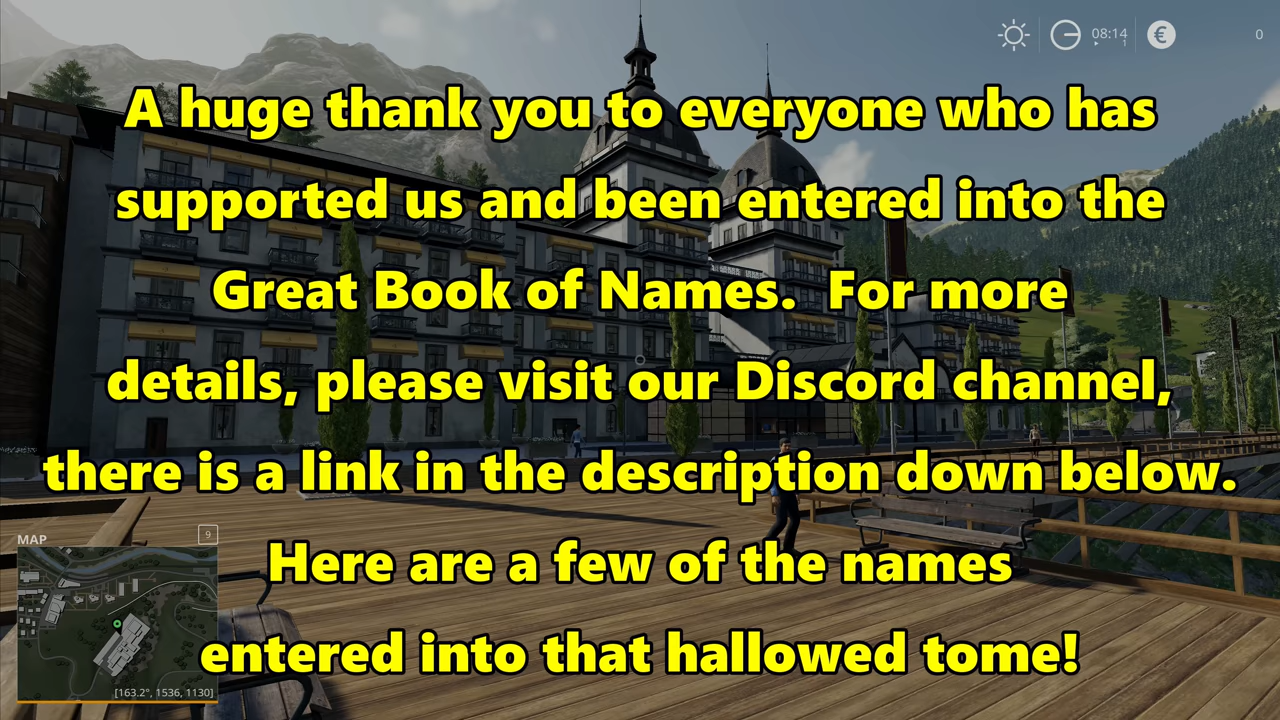 08:14
1
0
A huge thank you to everyone who has
supported us and been entered into the
Great Book of Names.  For more
details, please visit our Discord channel,
there is a link in the description down below.
Here are a few of the names
entered into that hallowed tome!
MAP
9
[163.2°, 1536, 1130]